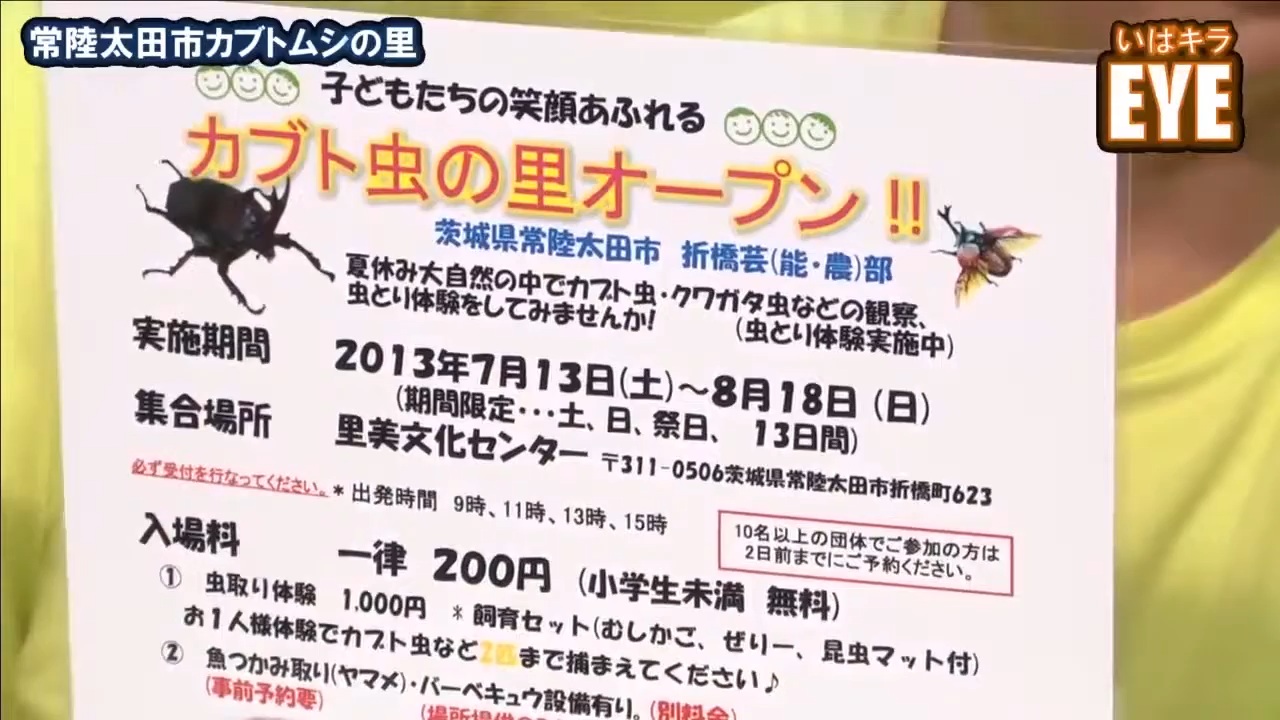 常陸太田市カブトムシの里
いばキラ
EYE
子どもたちの笑顔あふれる
カブト虫の里オープン!!
茨城県常陸太田市 折橋芸(能・農)部
夏休み大自然の中でカブト虫・クワガタ虫などの観察、
虫とり体験をしてみませんか! (虫とり体験実施中)
実施期間 2013年7月13日(土)～8月18日(日)
(期間限定・・・土、日、祭日、 13日間)
集合場所 里美文化センター 〒311-0506茨城県常陸太田市折橋町623
必ず受付を行なってください。 *出発時間 9時、11時、13時、15時
10名以上の団体でご参加の方は
2日前までにご予約ください。
入場料 一律 200円 (小学生未満 無料)
① 虫取り体験 1,000円 *飼育セット(むしかご、ぜりー、昆虫マット付)
お1人様体験でカブト虫など2匹まで捕まえてください♪
② 魚つかみ取り(ヤマメ)・バーベキュウ設備有り。(別料金)
(事前予約要)